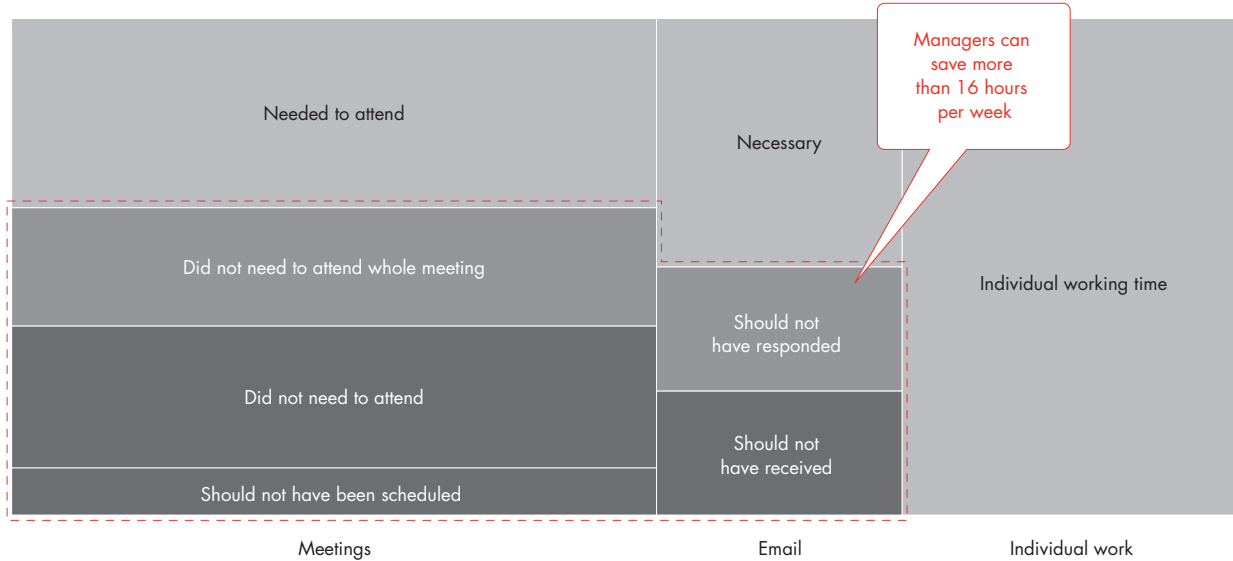 Managers can
save more
than 16 hours
per week
Needed to attend
Necessary
Did not need to attend whole meeting
Individual working time
Should not
have responded
Did not need to attend
Should not
have received
Should not have been scheduled
Meetings
Email
Individual work